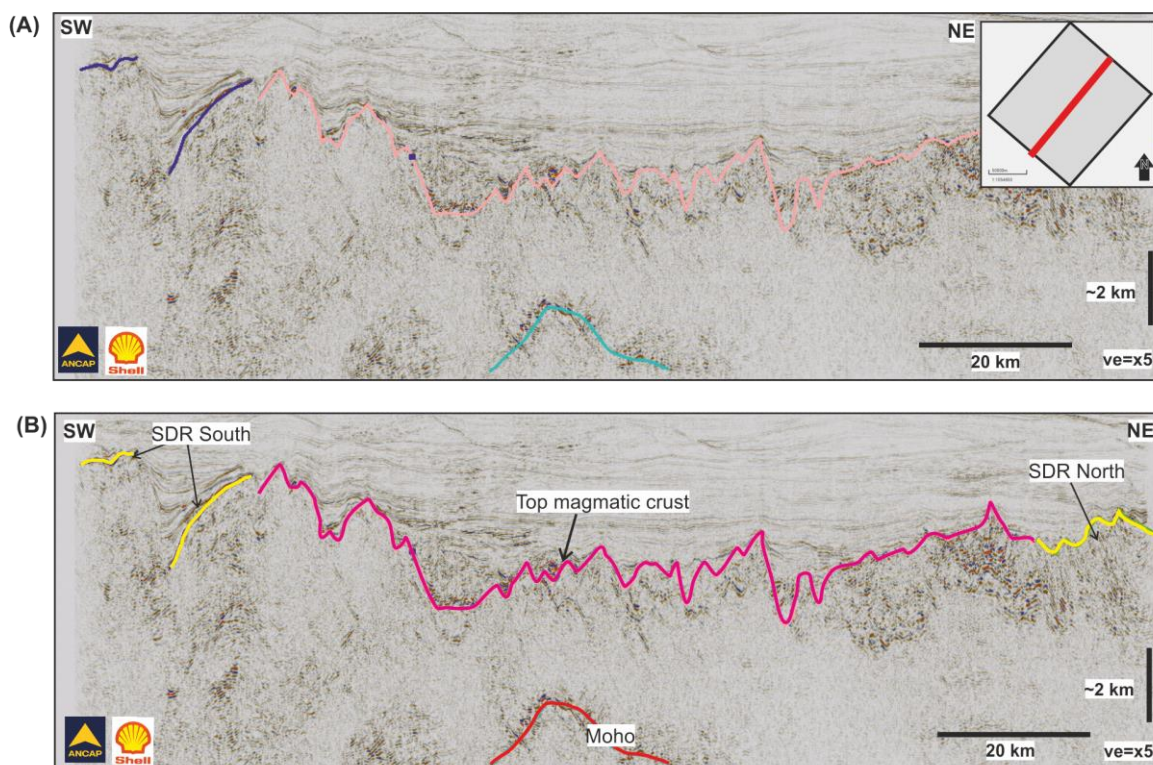 (A)
SW
NE
N
~2 km
ANCAP
Shell
20 km
ve=x5
(B)
SW
SDR South
NE
SDR North
Top magmatic crust
~2 km
Moho
ANCAP
Shell
20 km
ve=x5